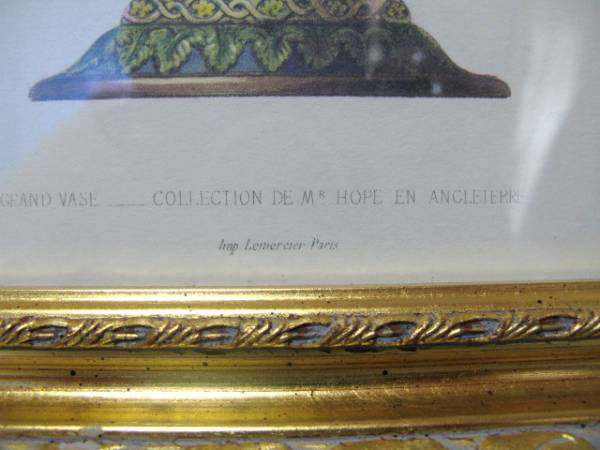 GRAND VASE ___ COLLECTION DE MR HOPE EN ANGLETERRE
Imp. Lemercier Paris